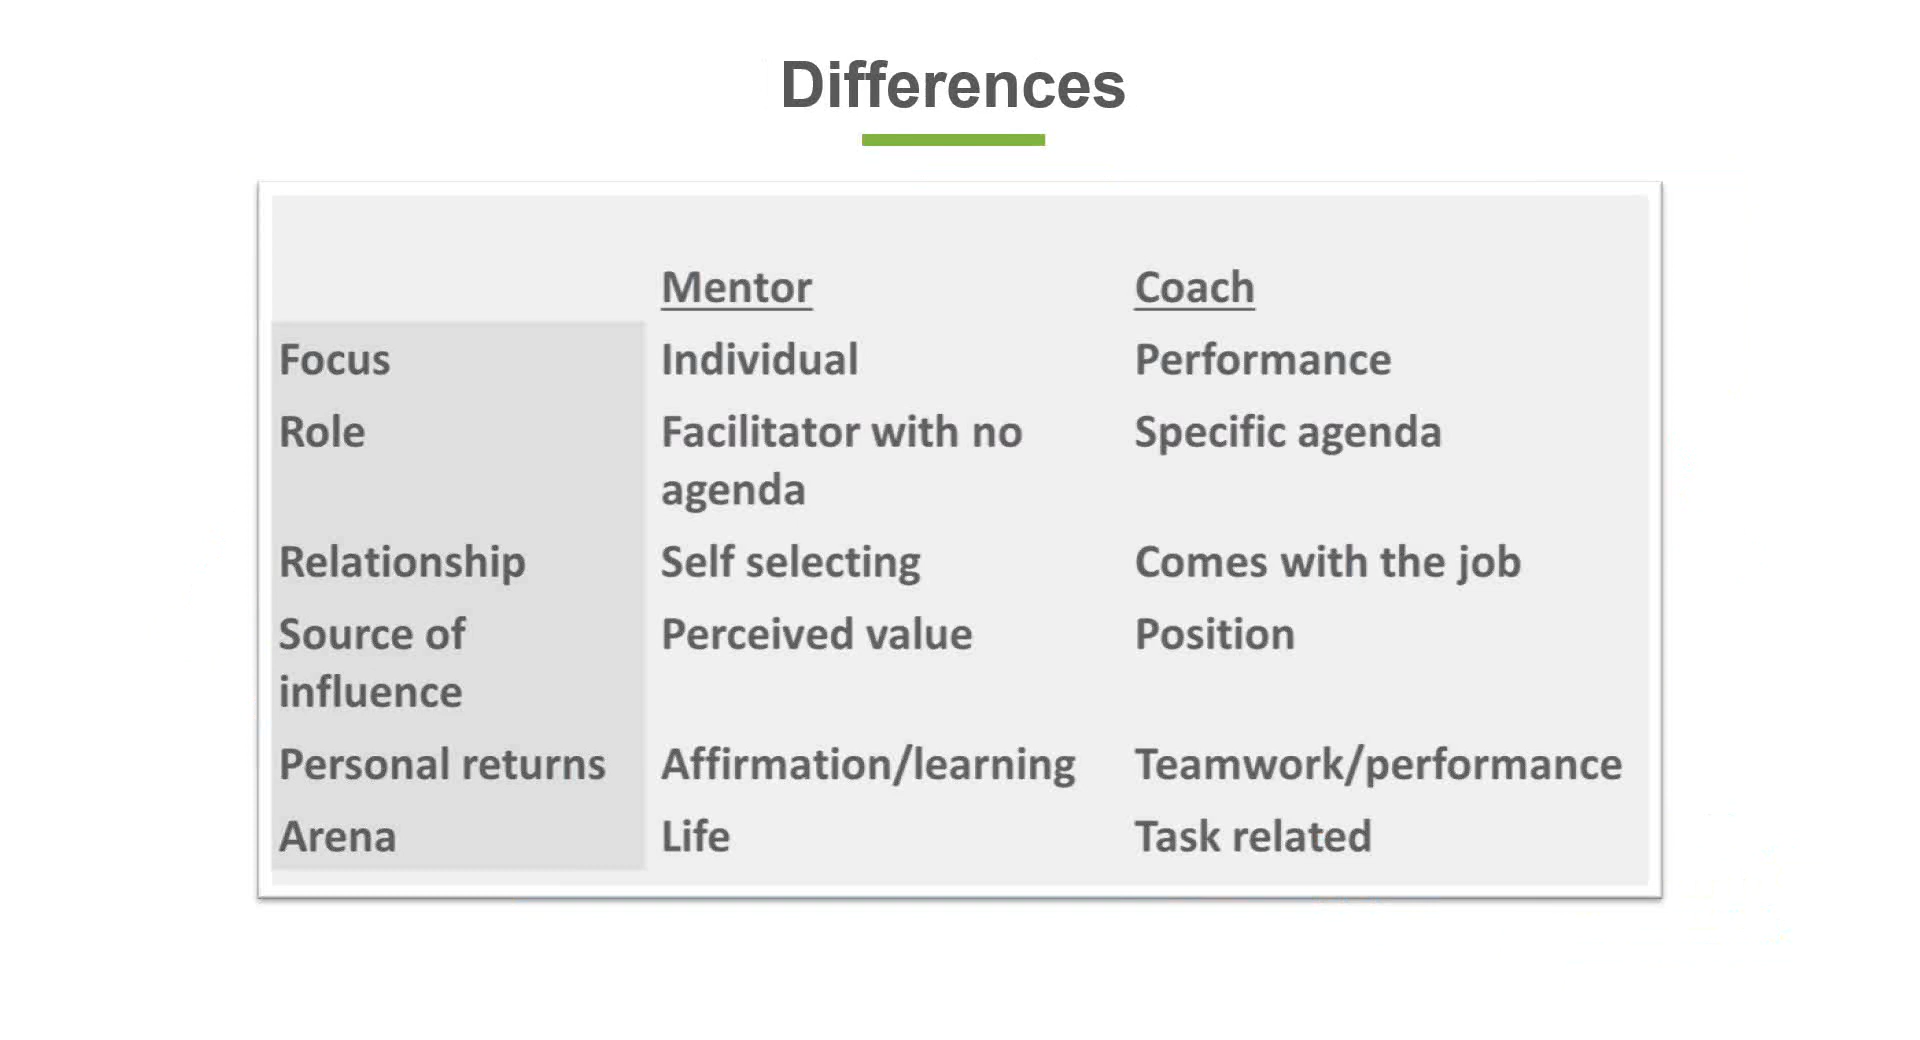 Differences
Mentor Coach
Focus Individual Performance
Role Facilitator with no Specific agenda
agenda
Relationship Self selecting Comes with the job
Source of Perceived value Position
influence
Personal returns Affirmation/learning Teamwork/performance
Arena Life Task related